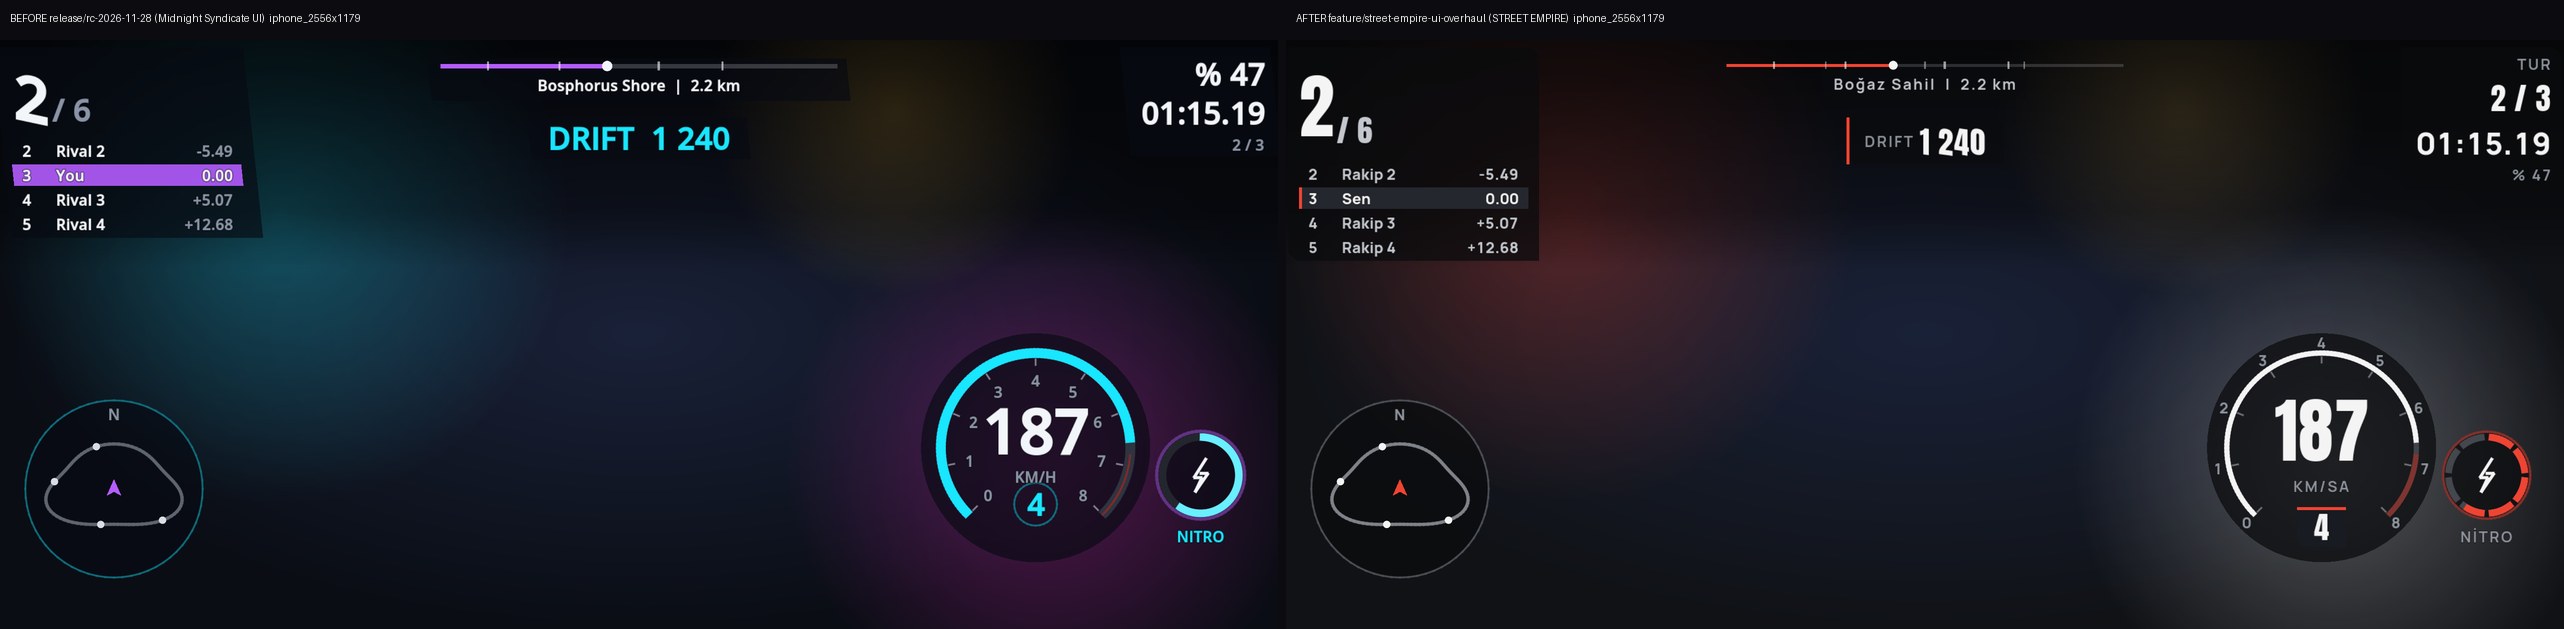 BEFORE release/rc-2026-11-28 (Midnight Syndicate UI) iphone_2556x1179
2 / 6
2 Rival 2 -5.49
3 You 0.00
4 Rival 3 +5.07
5 Rival 4 +12.68
Bosphorus Shore | 2.2 km
DRIFT 1 240
% 47
01:15.19
2 / 3
N
0 1 2 3 4 5 6 7 8
187
KM/H
4
NITRO
AFTER feature/street-empire-ui-overhaul (STREET EMPIRE) iphone_2556x1179
2 / 6
2 Rakip 2 -5.49
3 Sen 0.00
4 Rakip 3 +5.07
5 Rakip 4 +12.68
Boğaz Sahil | 2.2 km
DRIFT 1 240
TUR
2 / 3
01:15.19
% 47
N
0 1 2 3 4 5 6 7 8
187
KM/SA
4
NİTRO